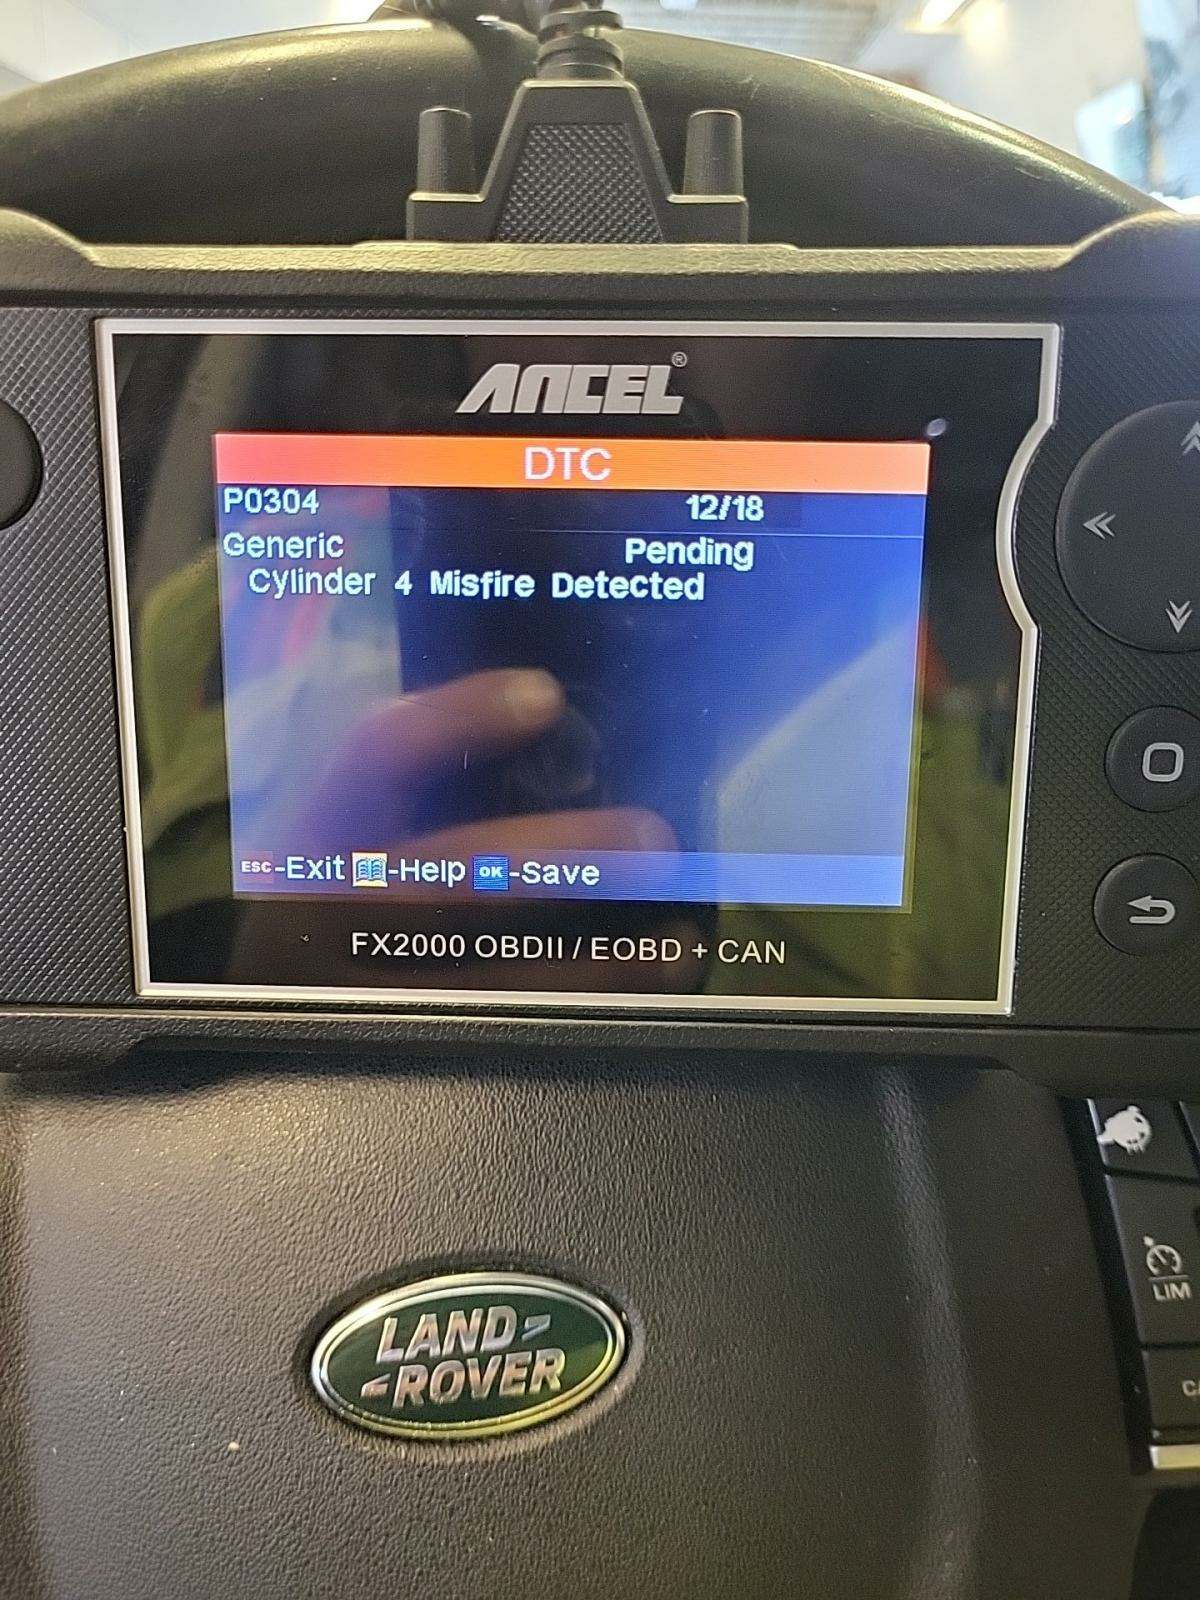 ANCEL®
DTC
P0304 12/18
Generic Pending
Cylinder 4 Misfire Detected
ESC-Exit -Help OK-Save
FX2000 OBDII / EOBD + CAN
LIM
LAND
ROVER